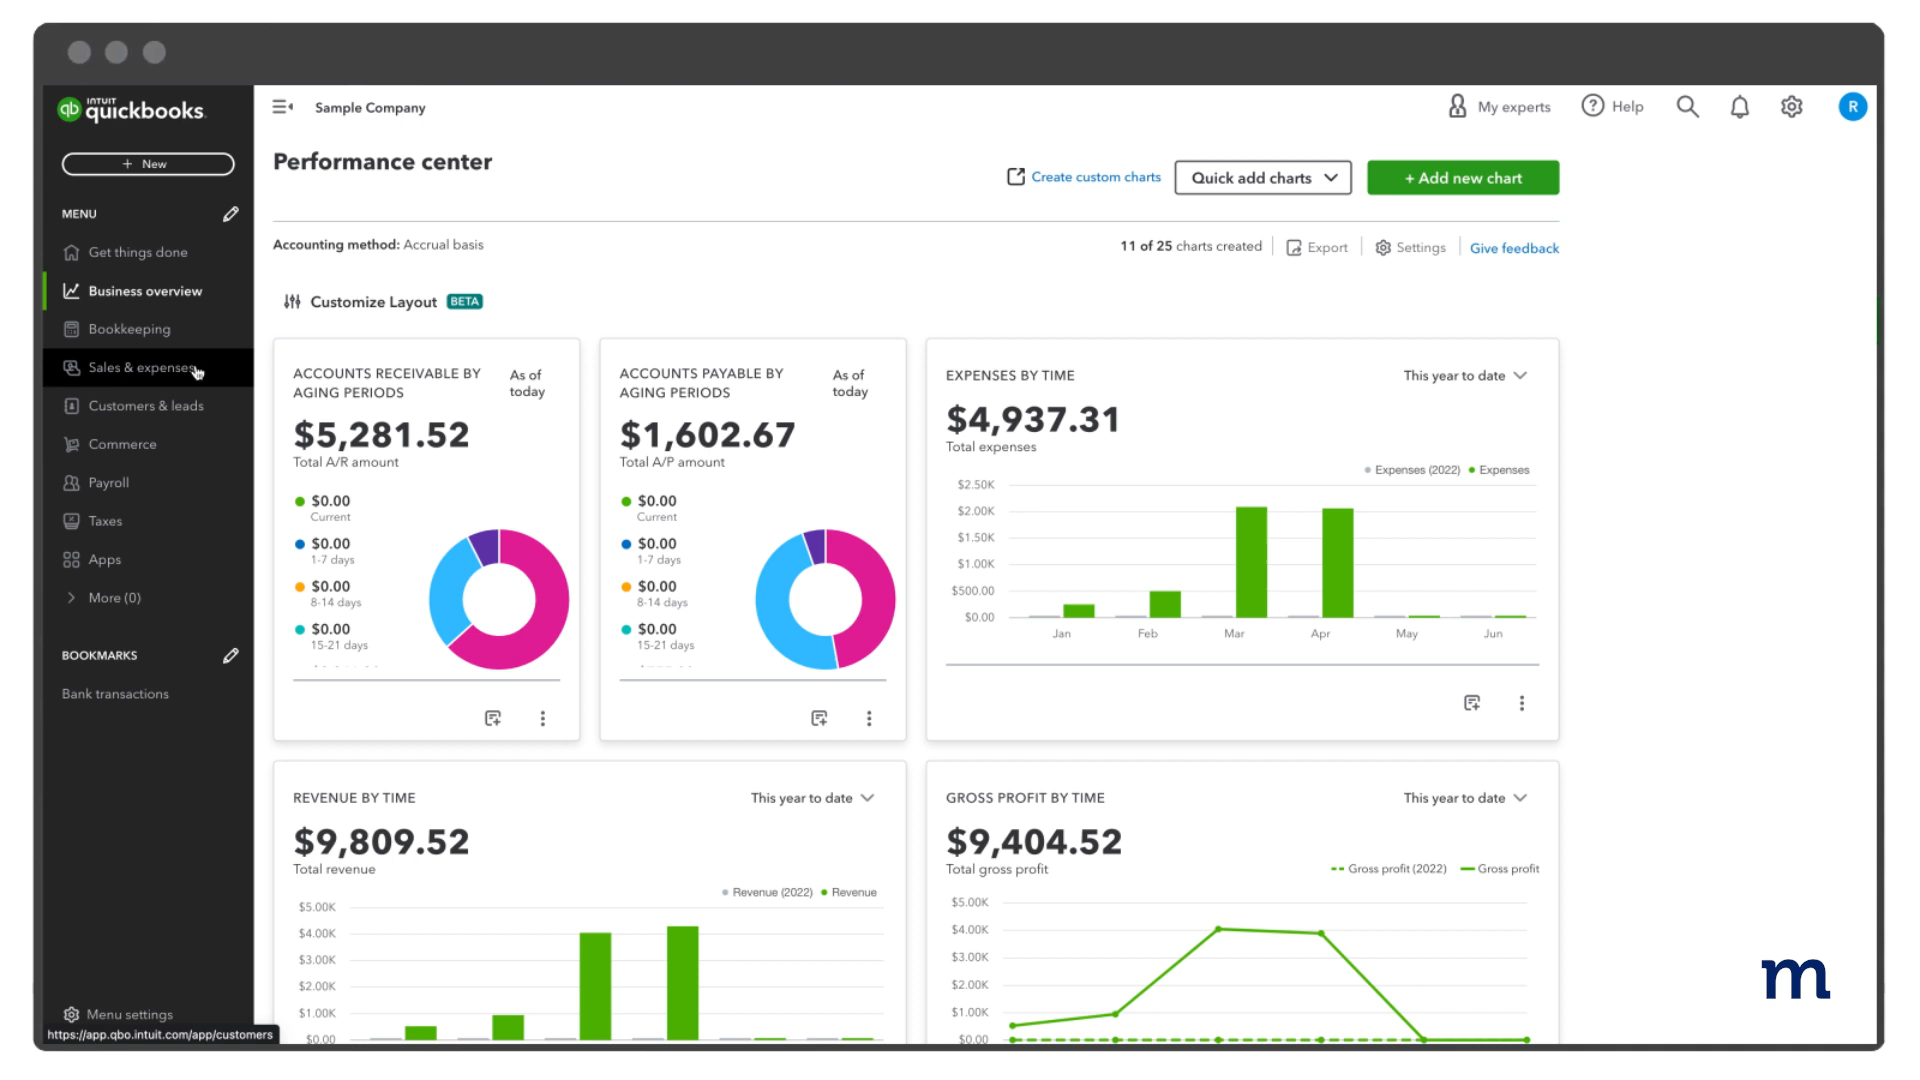 INTUIT
quickbooks
Sample Company
My experts
Help
R
+ New
Performance center
Create custom charts
Quick add charts
+ Add new chart
MENU
Get things done
Business overview
Bookkeeping
Sales & expenses
Customers & leads
Commerce
Payroll
Taxes
Apps
More (0)
BOOKMARKS
Bank transactions
Menu settings
https://app.qbo.intuit.com/app/customers
Accounting method: Accrual basis
11 of 25 charts created
Export
Settings
Give feedback
Customize Layout BETA
ACCOUNTS RECEIVABLE BY
AGING PERIODS
As of
today
$5,281.52
Total A/R amount
$0.00
Current
$0.00
1-7 days
$0.00
8-14 days
$0.00
15-21 days
ACCOUNTS PAYABLE BY
AGING PERIODS
As of
today
$1,602.67
Total A/P amount
$0.00
Current
$0.00
1-7 days
$0.00
8-14 days
$0.00
15-21 days
EXPENSES BY TIME
This year to date
$4,937.31
Total expenses
Expenses (2022) Expenses
$2.50K
$2.00K
$1.50K
$1.00K
$500.00
$0.00
Jan Feb Mar Apr May Jun
REVENUE BY TIME
This year to date
$9,809.52
Total revenue
Revenue (2022) Revenue
$5.00K
$4.00K
$3.00K
$2.00K
$1.00K
$0.00
GROSS PROFIT BY TIME
This year to date
$9,404.52
Total gross profit
Gross profit (2022) Gross profit
$5.00K
$4.00K
$3.00K
$2.00K
$1.00K
$0.00
m